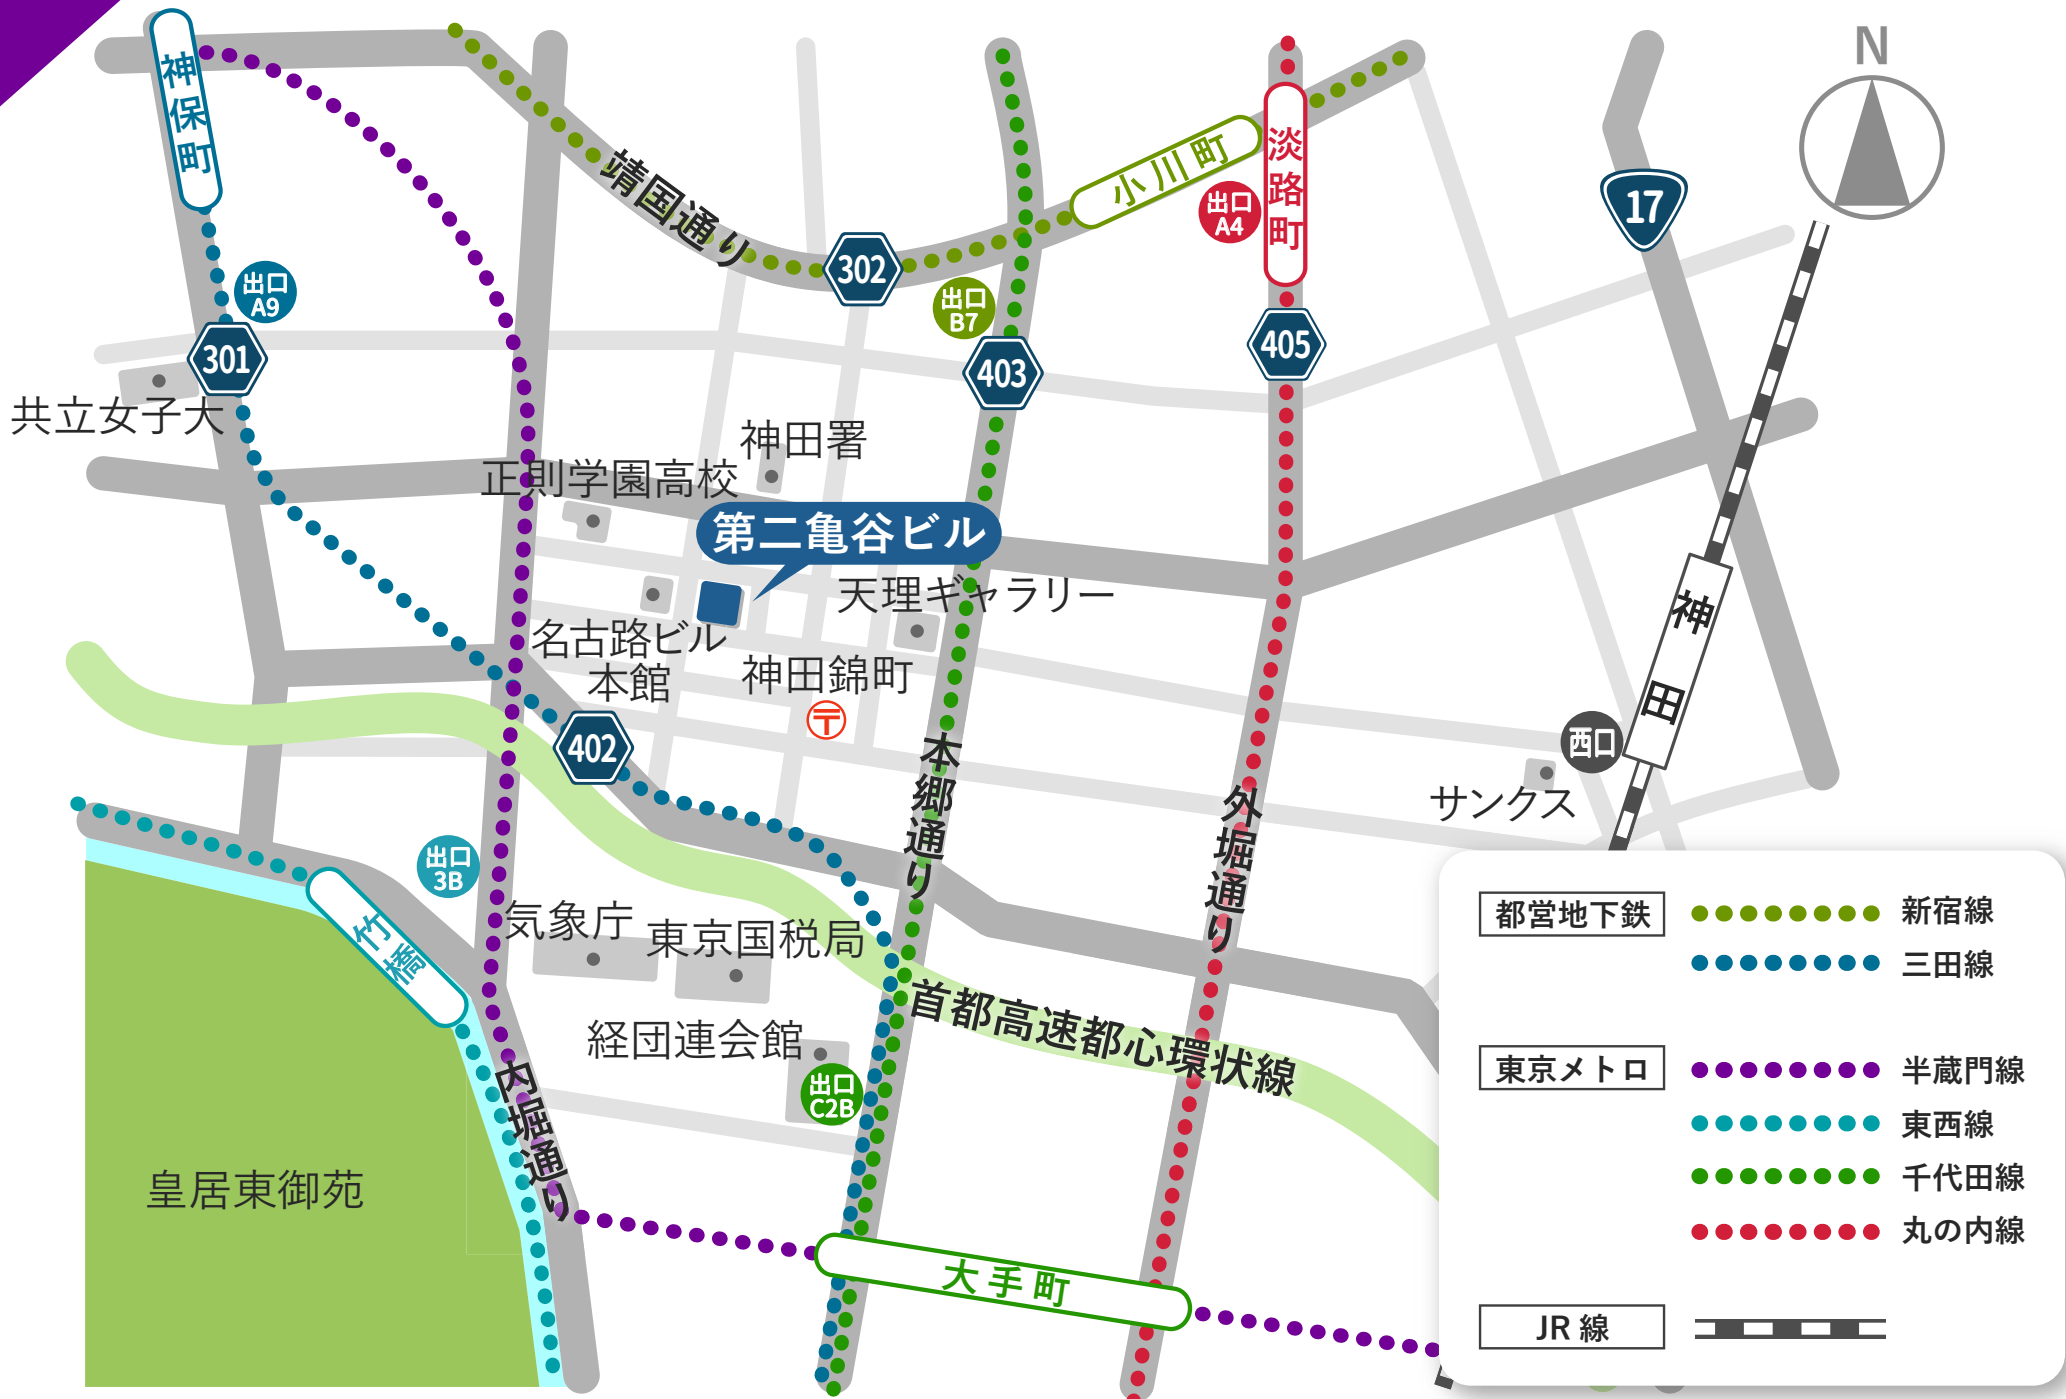 神保町
N
靖国通り
小川町
淡路町
出口
A4
17
302
出口
A9
出口
B7
301
403
405
共立女子大
神田署
正則学園高校
第二亀谷ビル
天理ギャラリー
名古路ビル
本館
神田錦町
〒
402
本郷通り
外堀通り
神田
西口
サンクス
出口
3B
竹橋
気象庁
東京国税局
首都高速都心環状線
経団連会館
出口
C2B
内堀通り
皇居東御苑
大手町
都営地下鉄
新宿線
三田線
東京メトロ
半蔵門線
東西線
千代田線
丸の内線
JR 線